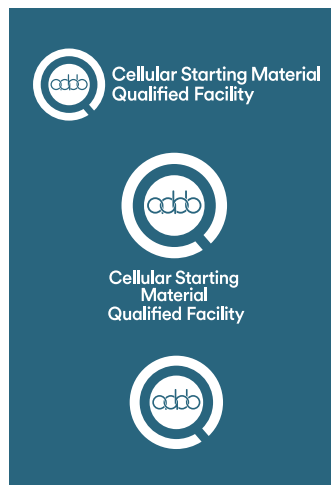 aabb
Cellular Starting Material
Qualified Facility
aabb
Cellular Starting
Material
Qualified Facility
aabb